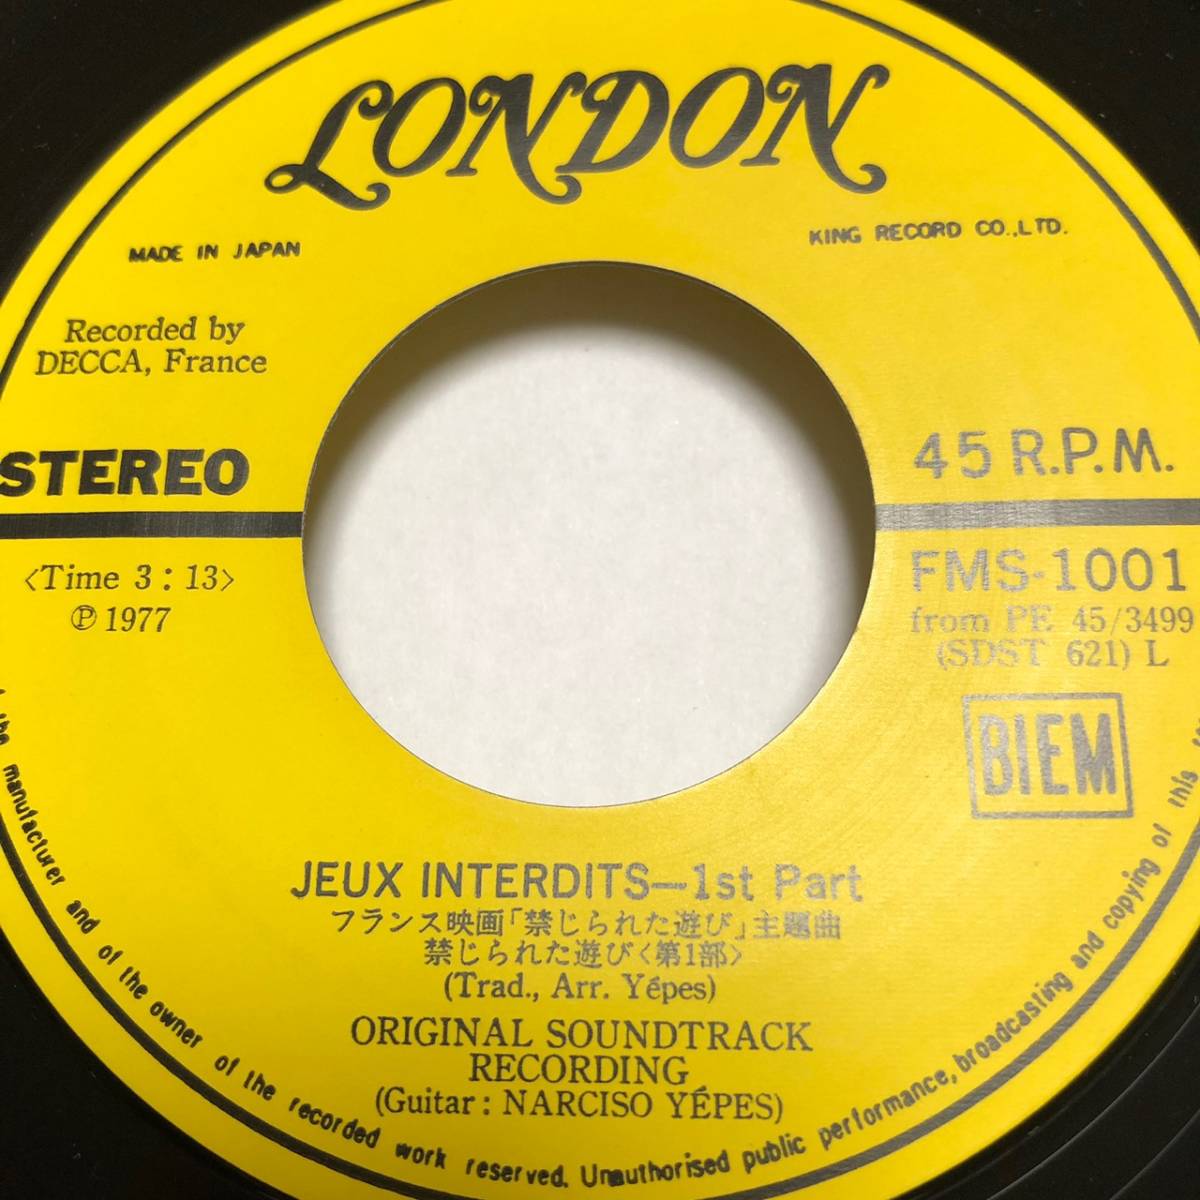 LONDON
MADE IN JAPAN
KING RECORD CO.,LTD.
Recorded by
DECCA, France
STEREO
45 R.P.M.
<Time 3 : 13>
Ⓟ 1977
FMS-1001
from PE 45/3499
(SDST 621) L
BIEM
JEUX INTERDITS—1st Part
フランス映画「禁じられた遊び」主題曲
禁じられた遊び<第1部>
(Trad., Arr. Yépes)
ORIGINAL SOUNDTRACK
RECORDING
(Guitar : NARCISO YÉPES)
the manufacturer and of the owner of the recorded work reserved. Unauthorised public performance, broadcasting and copying of this